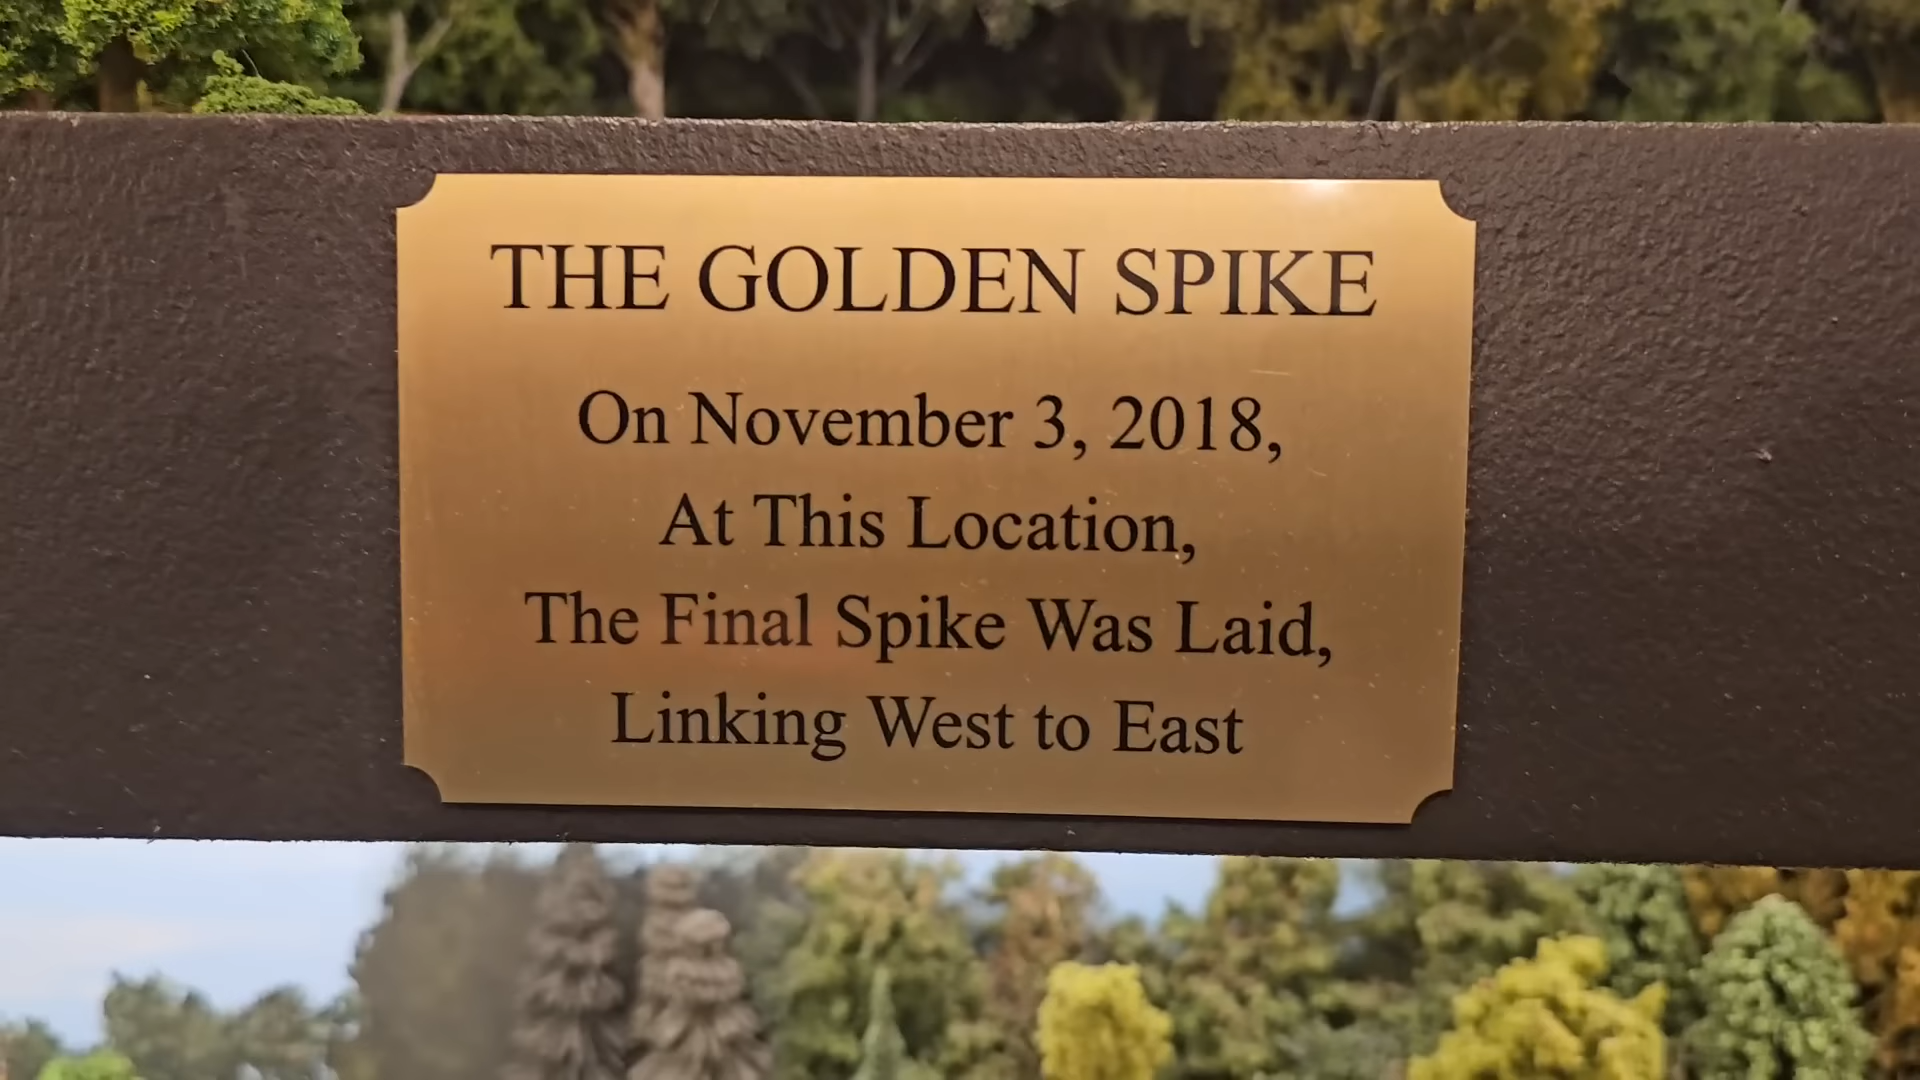 THE GOLDEN SPIKE
On November 3, 2018,
At This Location,
The Final Spike Was Laid,
Linking West to East